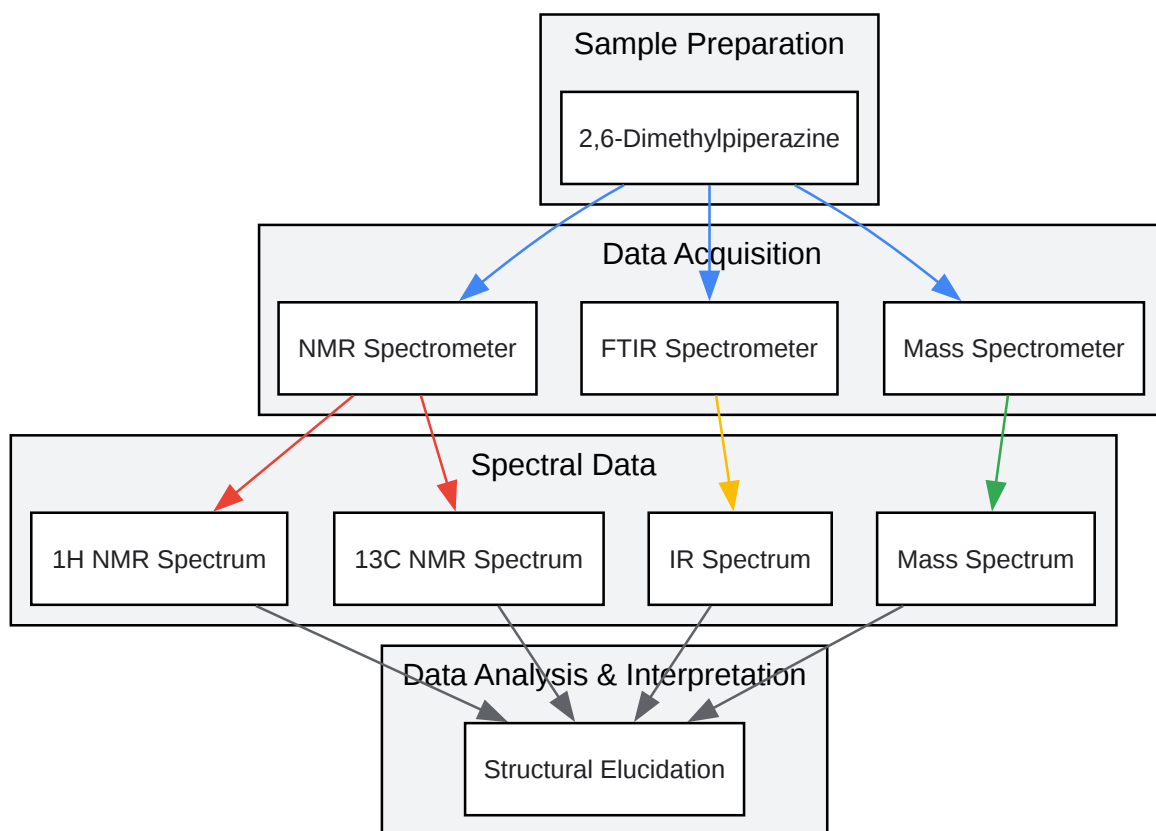 Sample Preparation
2,6-Dimethylpiperazine
Data Acquisition
NMR Spectrometer
FTIR Spectrometer
Mass Spectrometer
Spectral Data
1H NMR Spectrum
13C NMR Spectrum
IR Spectrum
Mass Spectrum
Data Analysis & Interpretation
Structural Elucidation